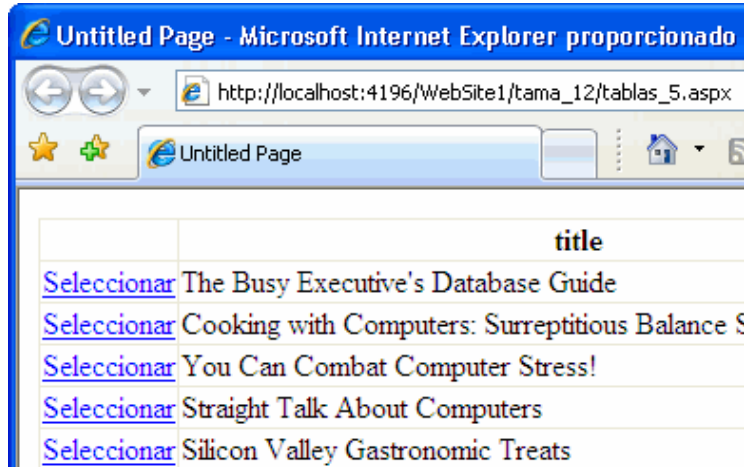 Untitled Page - Microsoft Internet Explorer proporcionado
http://localhost:4196/WebSite1/tama_12/tablas_5.aspx
Untitled Page
title
Seleccionar The Busy Executive's Database Guide
Seleccionar Cooking with Computers: Surreptitious Balance S
Seleccionar You Can Combat Computer Stress!
Seleccionar Straight Talk About Computers
Seleccionar Silicon Valley Gastronomic Treats